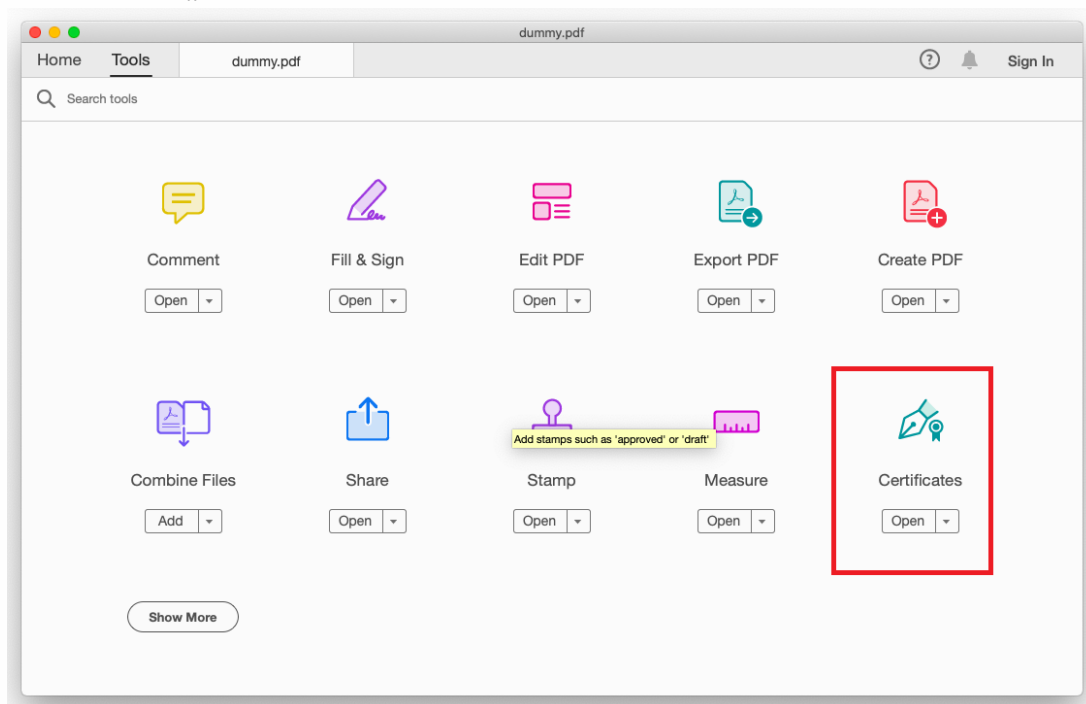 dummy.pdf
Home Tools dummy.pdf Sign In
Search tools
Comment Fill & Sign Edit PDF Export PDF Create PDF
Open Open Open Open Open
Add stamps such as 'approved' or 'draft'
Combine Files Share Stamp Measure Certificates
Add Open Open Open Open
Show More